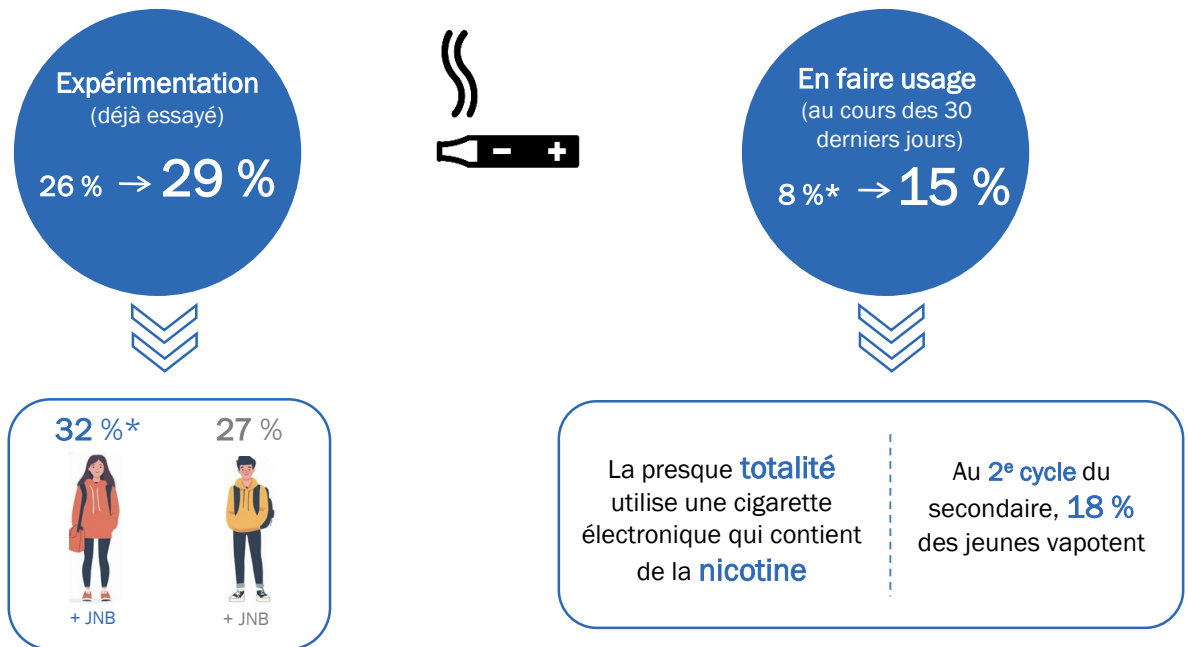 Expérimentation
(déjà essayé)
26 % → 29 %
En faire usage
(au cours des 30
derniers jours)
8 %* → 15 %
32 %*
27 %
+ JNB
+ JNB
La presque totalité
utilise une cigarette
électronique qui contient
de la nicotine
Au 2e cycle du
secondaire, 18 %
des jeunes vapotent